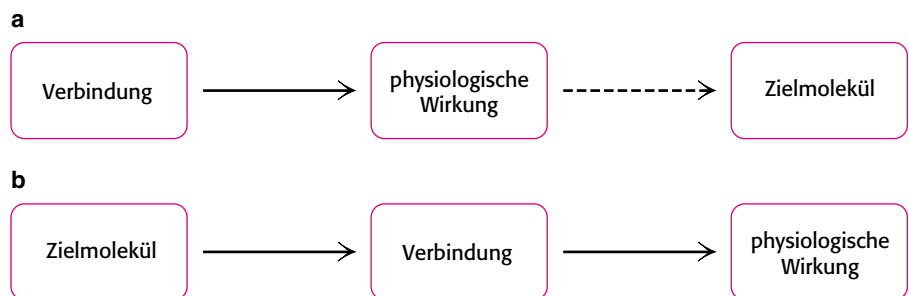 a
Verbindung
physiologische
Wirkung
Zielmolekül
b
Zielmolekül
Verbindung
physiologische
Wirkung